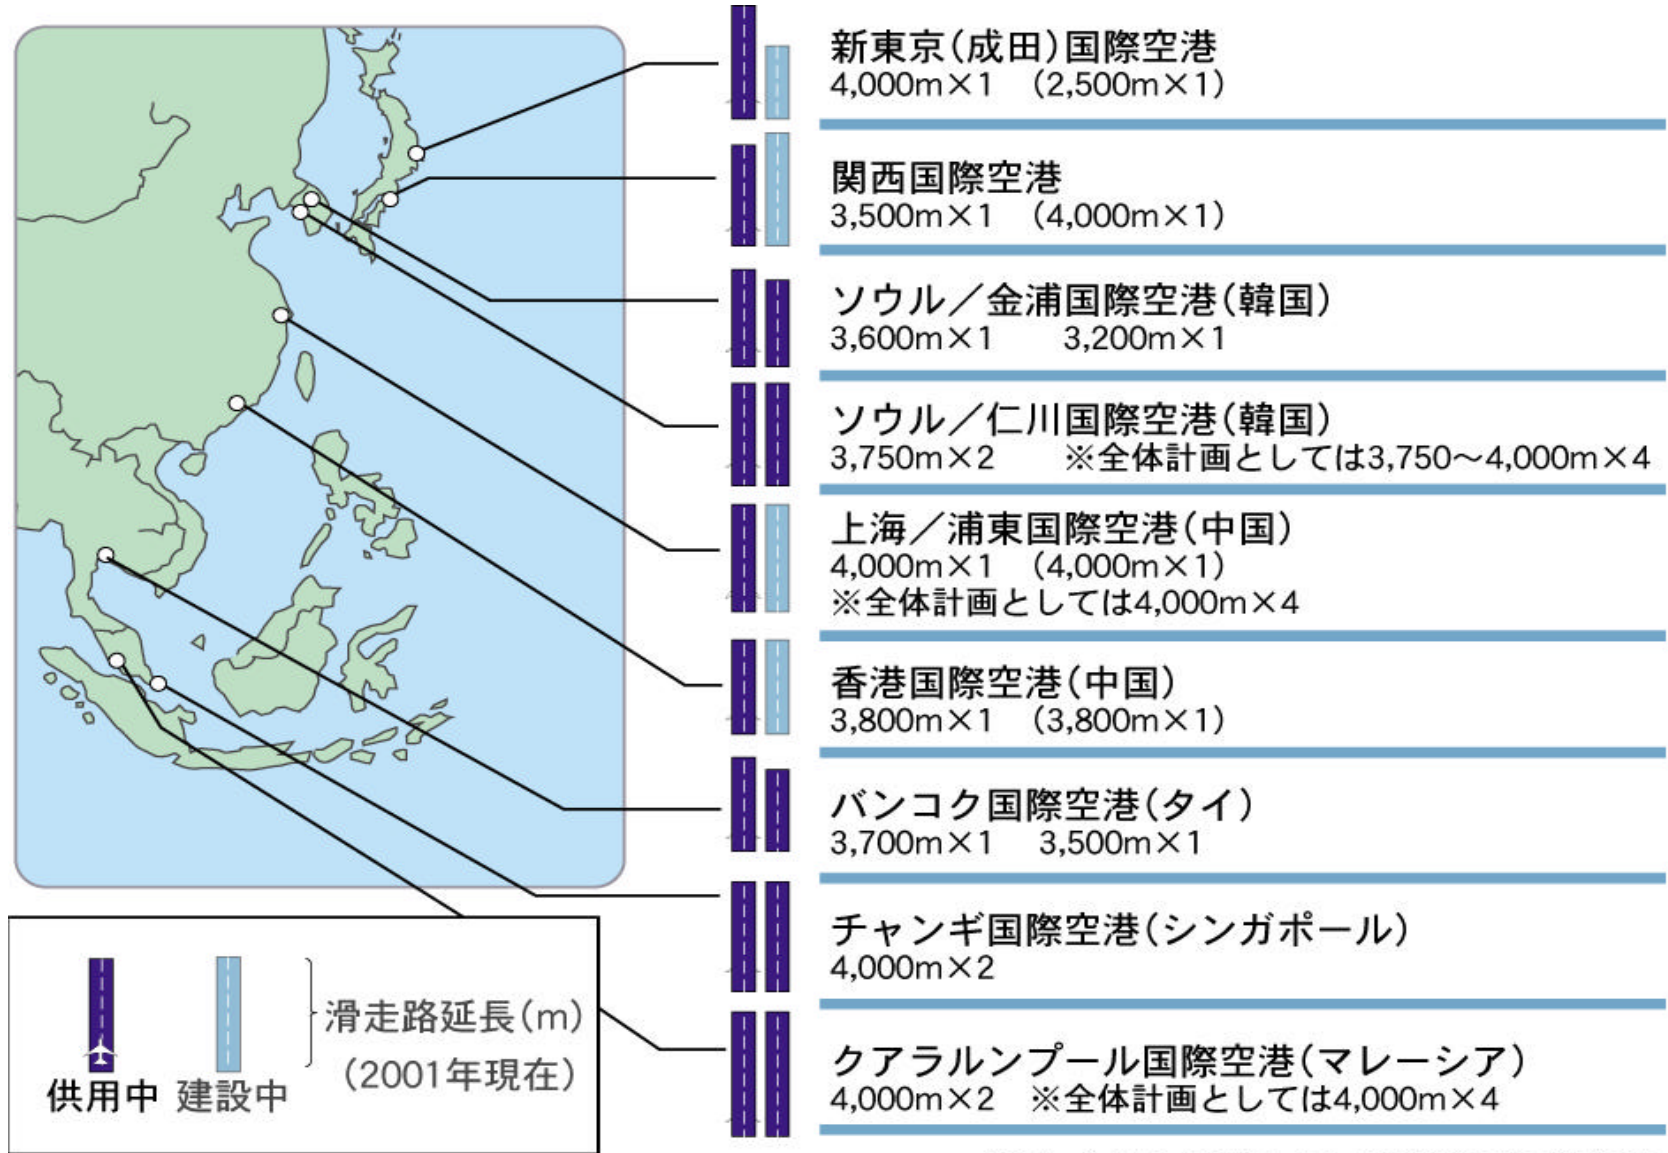 新東京(成田)国際空港
4,000m×1 (2,500m×1)
関西国際空港
3,500m×1 (4,000m×1)
ソウル/金浦国際空港(韓国)
3,600m×1 3,200m×1
ソウル/仁川国際空港(韓国)
3,750m×2 ※全体計画としては3,750〜4,000m×4
上海/浦東国際空港(中国)
4,000m×1 (4,000m×1)
※全体計画としては4,000m×4
香港国際空港(中国)
3,800m×1 (3,800m×1)
バンコク国際空港(タイ)
3,700m×1 3,500m×1
チャンギ国際空港(シンガポール)
4,000m×2
クアラルンプール国際空港(マレーシア)
4,000m×2 ※全体計画としては4,000m×4
供用中 建設中
滑走路延長(m)
(2001年現在)